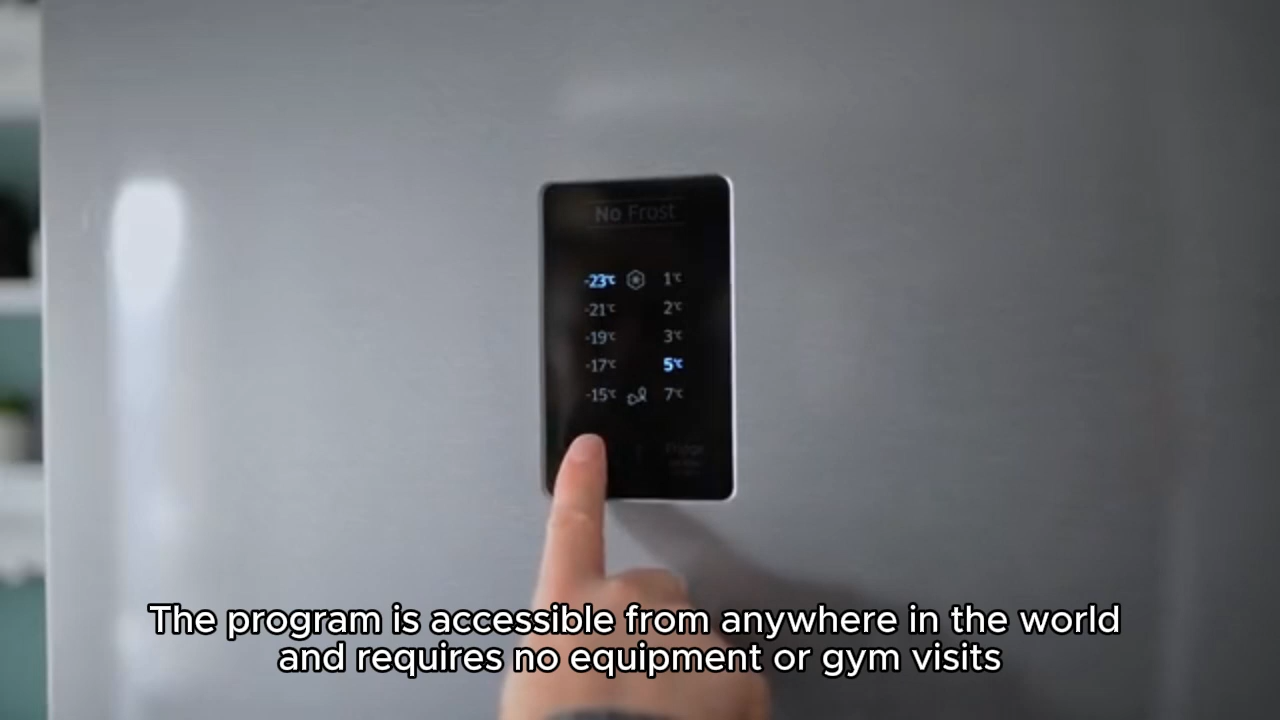 No Frost
-23°C 1°C
-21°C 2°C
-19°C 3°C
-17°C 5°C
-15°C 7°C
Fridge
The program is accessible from anywhere in the world
and requires no equipment or gym visits